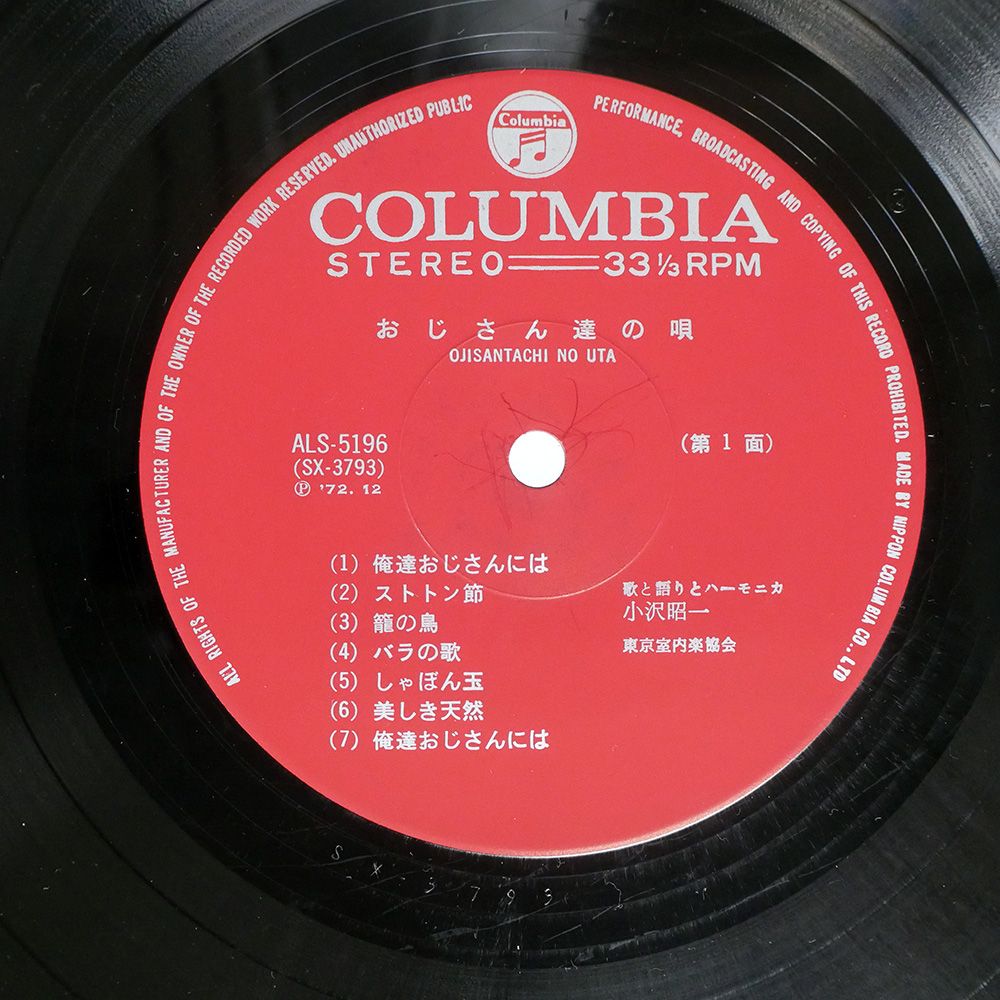 ALL RIGHTS OF THE MANUFACTURER AND OF THE OWNER OF THE RECORDED WORK RESERVED. UNAUTHORIZED PUBLIC PERFORMANCE, BROADCASTING AND COPYING OF THIS RECORD PROHIBITED. MADE BY NIPPON COLUMBIA CO., LTD
Columbia
COLUMBIA
STEREO 33⅓ RPM
おじさん達の唄
OJISANTACHI NO UTA
ALS-5196
(第1面)
(SX-3793)
Ⓟ '72. 12
(1) 俺達おじさんには
(2) ストトン節
(3) 籠の鳥
(4) バラの歌
(5) しゃぼん玉
(6) 美しき天然
(7) 俺達おじさんには
歌と語りとハーモニカ
小沢昭一
東京室内楽協会
SX-3793